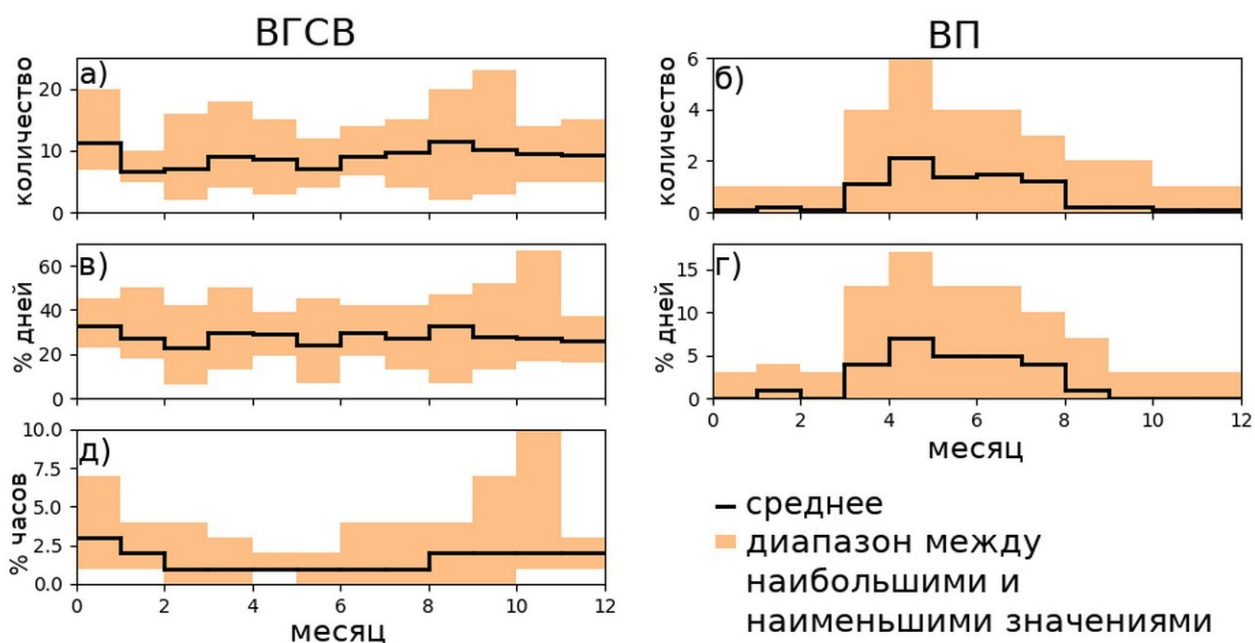 ВГСВ
ВП
а)
количество
20
10
0
б)
количество
6
4
2
0
в)
% дней
60
40
20
0
г)
% дней
15
10
5
0
0 2 4 6 8 10 12
месяц
д)
% часов
10.0
7.5
5.0
2.5
0.0
0 2 4 6 8 10 12
месяц
среднее
диапазон между
наибольшими и
наименьшими значениями